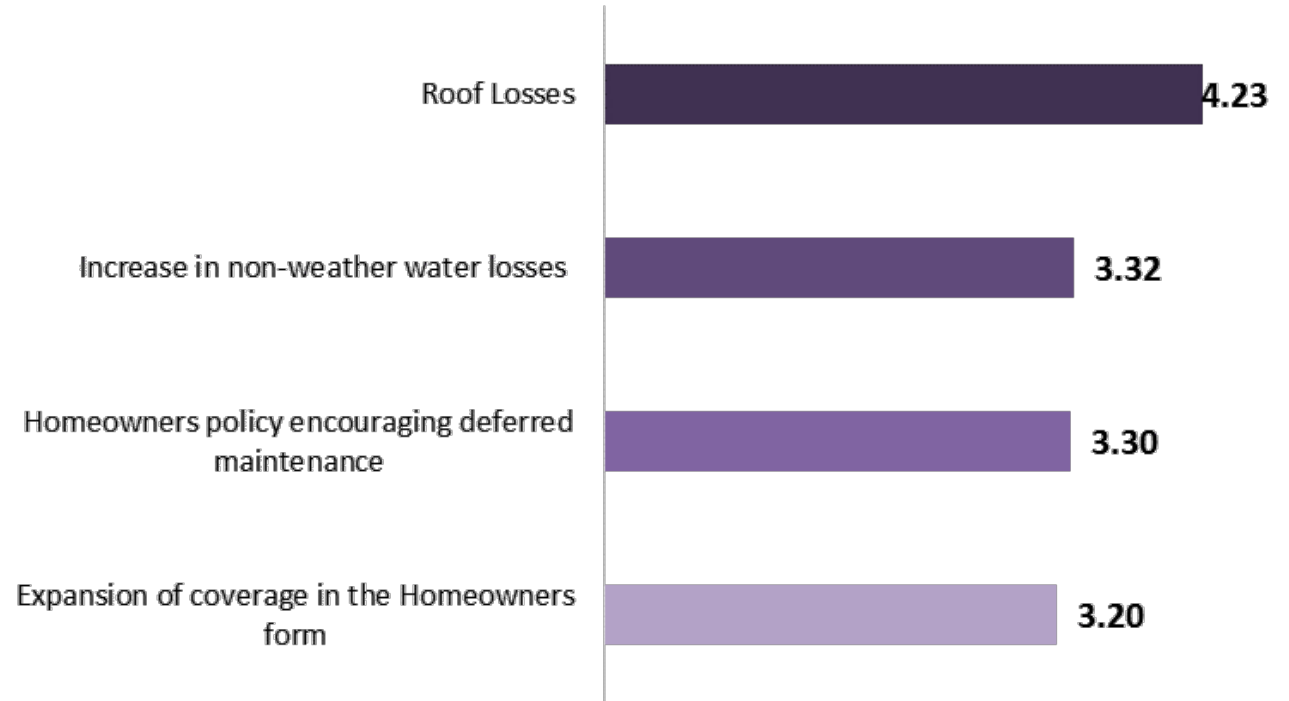 Roof Losses
4.23
Increase in non-weather water losses
3.32
Homeowners policy encouraging deferred
maintenance
3.30
Expansion of coverage in the Homeowners
form
3.20